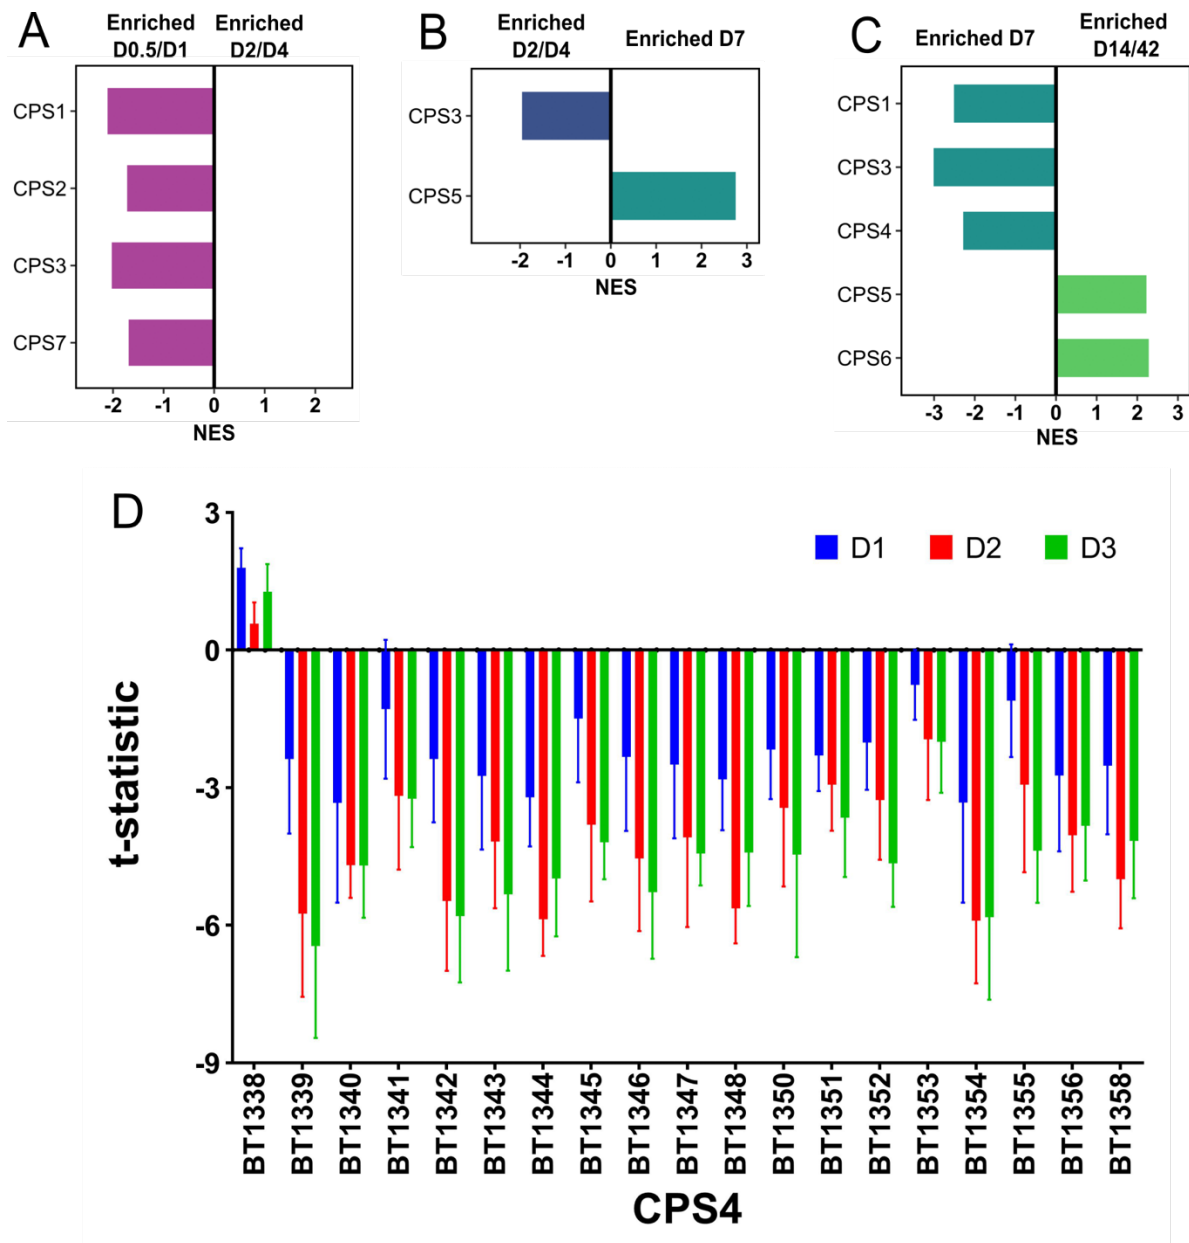 A
Enriched D0.5/D1
Enriched D2/D4
CPS1
CPS2
CPS3
CPS7
-2 -1 0 1 2
NES
B
Enriched D2/D4
Enriched D7
CPS3
CPS5
-2 -1 0 1 2 3
NES
C
Enriched D7
Enriched D14/42
CPS1
CPS3
CPS4
CPS5
CPS6
-3 -2 -1 0 1 2 3
NES
D
D1 D2 D3
t-statistic
3
0
-3
-6
-9
BT1338
BT1339
BT1340
BT1341
BT1342
BT1343
BT1344
BT1345
BT1346
BT1347
BT1348
BT1350
BT1351
BT1352
BT1353
BT1354
BT1355
BT1356
BT1358
CPS4